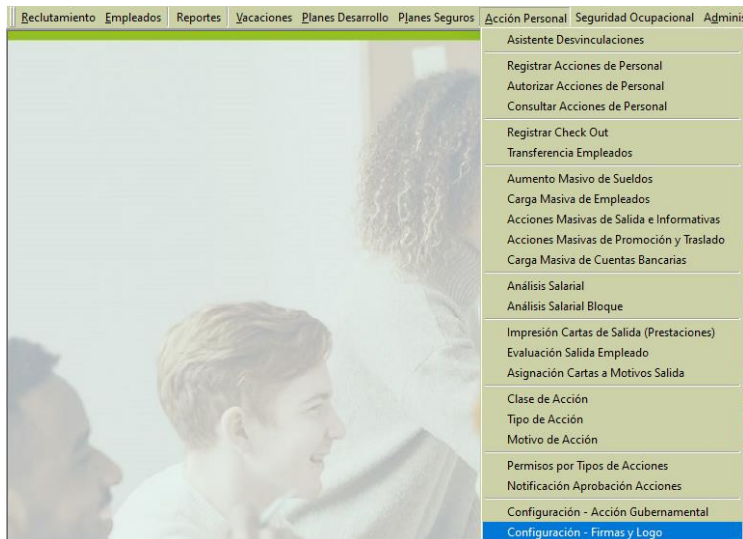 Reclutamiento Empleados Reportes Vacaciones Planes Desarrollo Planes Seguros Acción Personal Seguridad Ocupacional
Asistente Desvinculaciones
Registrar Acciones de Personal
Autorizar Acciones de Personal
Consultar Acciones de Personal
Registrar Check Out
Transferencia Empleados
Aumento Masivo de Sueldos
Carga Masiva de Empleados
Acciones Masivas de Salida e Informativas
Acciones Masivas de Promoción y Traslado
Carga Masiva de Cuentas Bancarias
Análisis Salarial
Análisis Salarial Bloque
Impresión Cartas de Salida (Prestaciones)
Evaluación Salida Empleado
Asignación Cartas a Motivos Salida
Clase de Acción
Tipo de Acción
Motivo de Acción
Permisos por Tipos de Acciones
Notificación Aprobación Acciones
Configuración - Acción Gubernamental
Configuración - Firmas y Logo